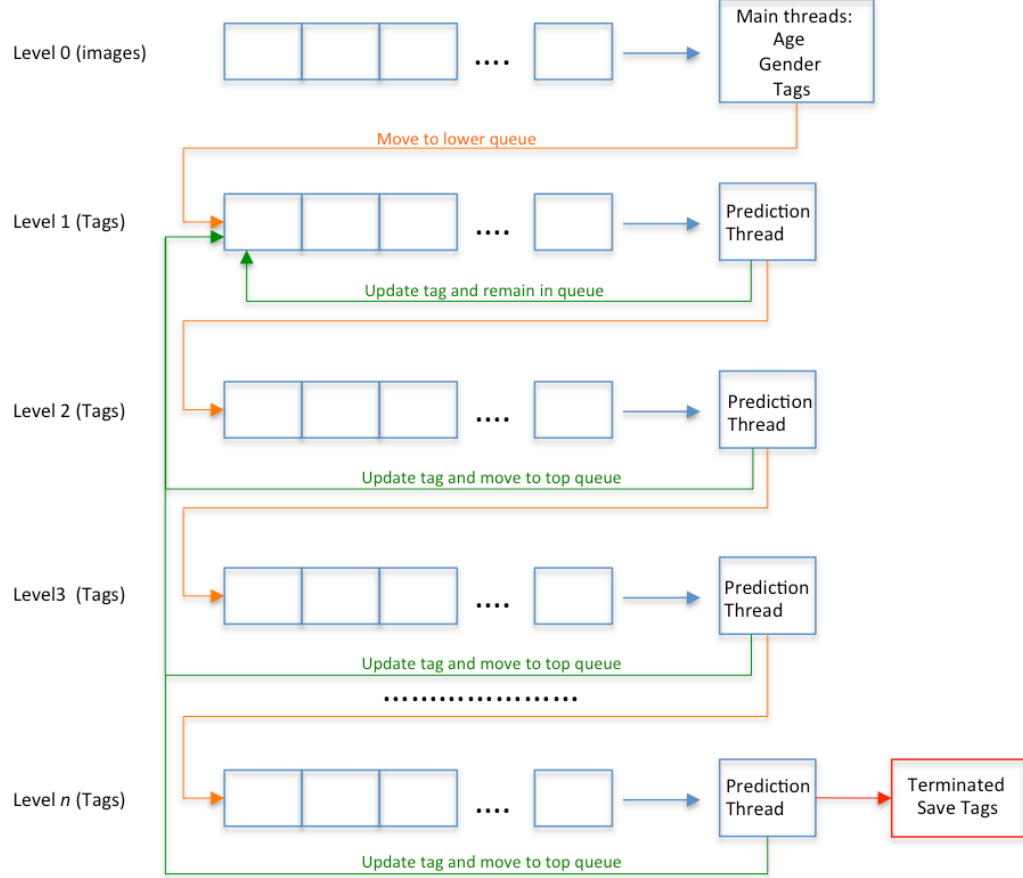 Main threads:
Age
Gender
Tags
Level 0 (images)
....
Move to lower queue
Level 1 (Tags)
....
Prediction
Thread
Update tag and remain in queue
Level 2 (Tags)
....
Prediction
Thread
Update tag and move to top queue
Level3 (Tags)
....
Prediction
Thread
Update tag and move to top queue
.....................
Level n (Tags)
....
Prediction
Thread
Terminated
Save Tags
Update tag and move to top queue